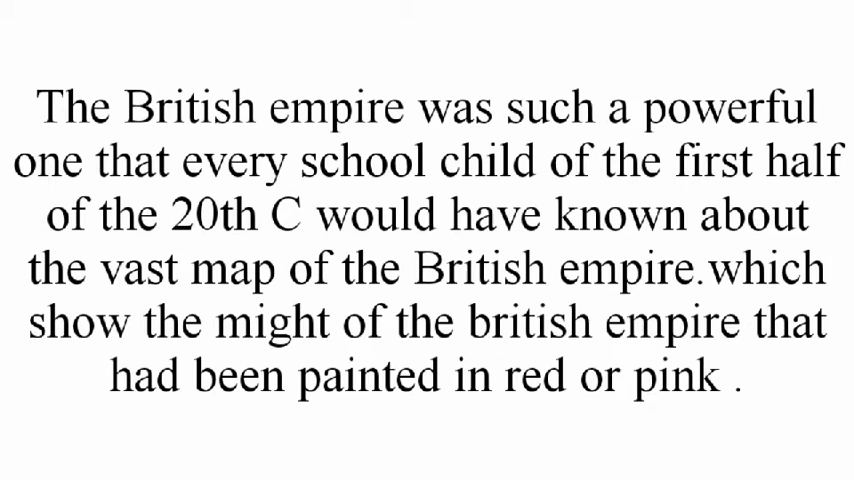 The British empire was such a powerful
one that every school child of the first half
of the 20th C would have known about
the vast map of the British empire.which
show the might of the british empire that
had been painted in red or pink .